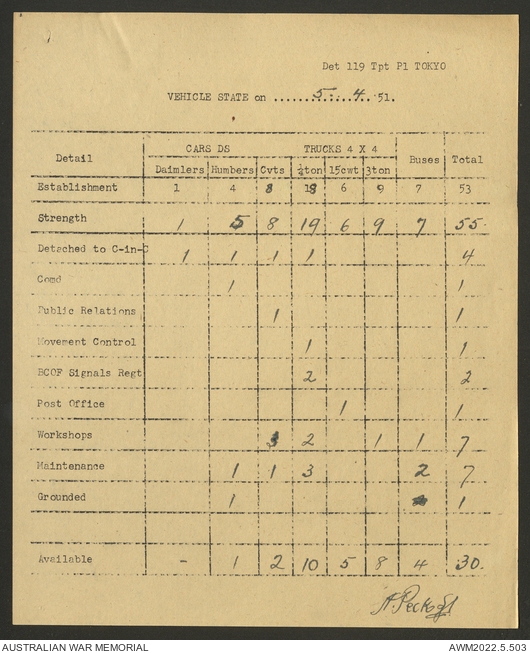 Det 119 Tpt Pl TOKYO
VEHICLE STATE on ....5...4.. 51.
Detail CARS DS TRUCKS 4 X 4 Buses Total
Daimlers Humbers Cvts ½ton 15cwt 3ton
Establishment 1 4 8 18 6 9 7 53
Strength 1 5 8 19 6 9 7 55.
Detached to C-in-C 1 1 1 1 4
Comd 1 1
Public Relations 1 1
Movement Control 1 1
BCOF Signals Regt 2 2
Post Office 1 1
Workshops 3 2 1 1 7
Maintenance 1 1 3 2 7
Grounded 1 1
Available - 1 2 10 5 8 4 30.
AUSTRALIAN WAR MEMORIAL
AWM2022.5.503